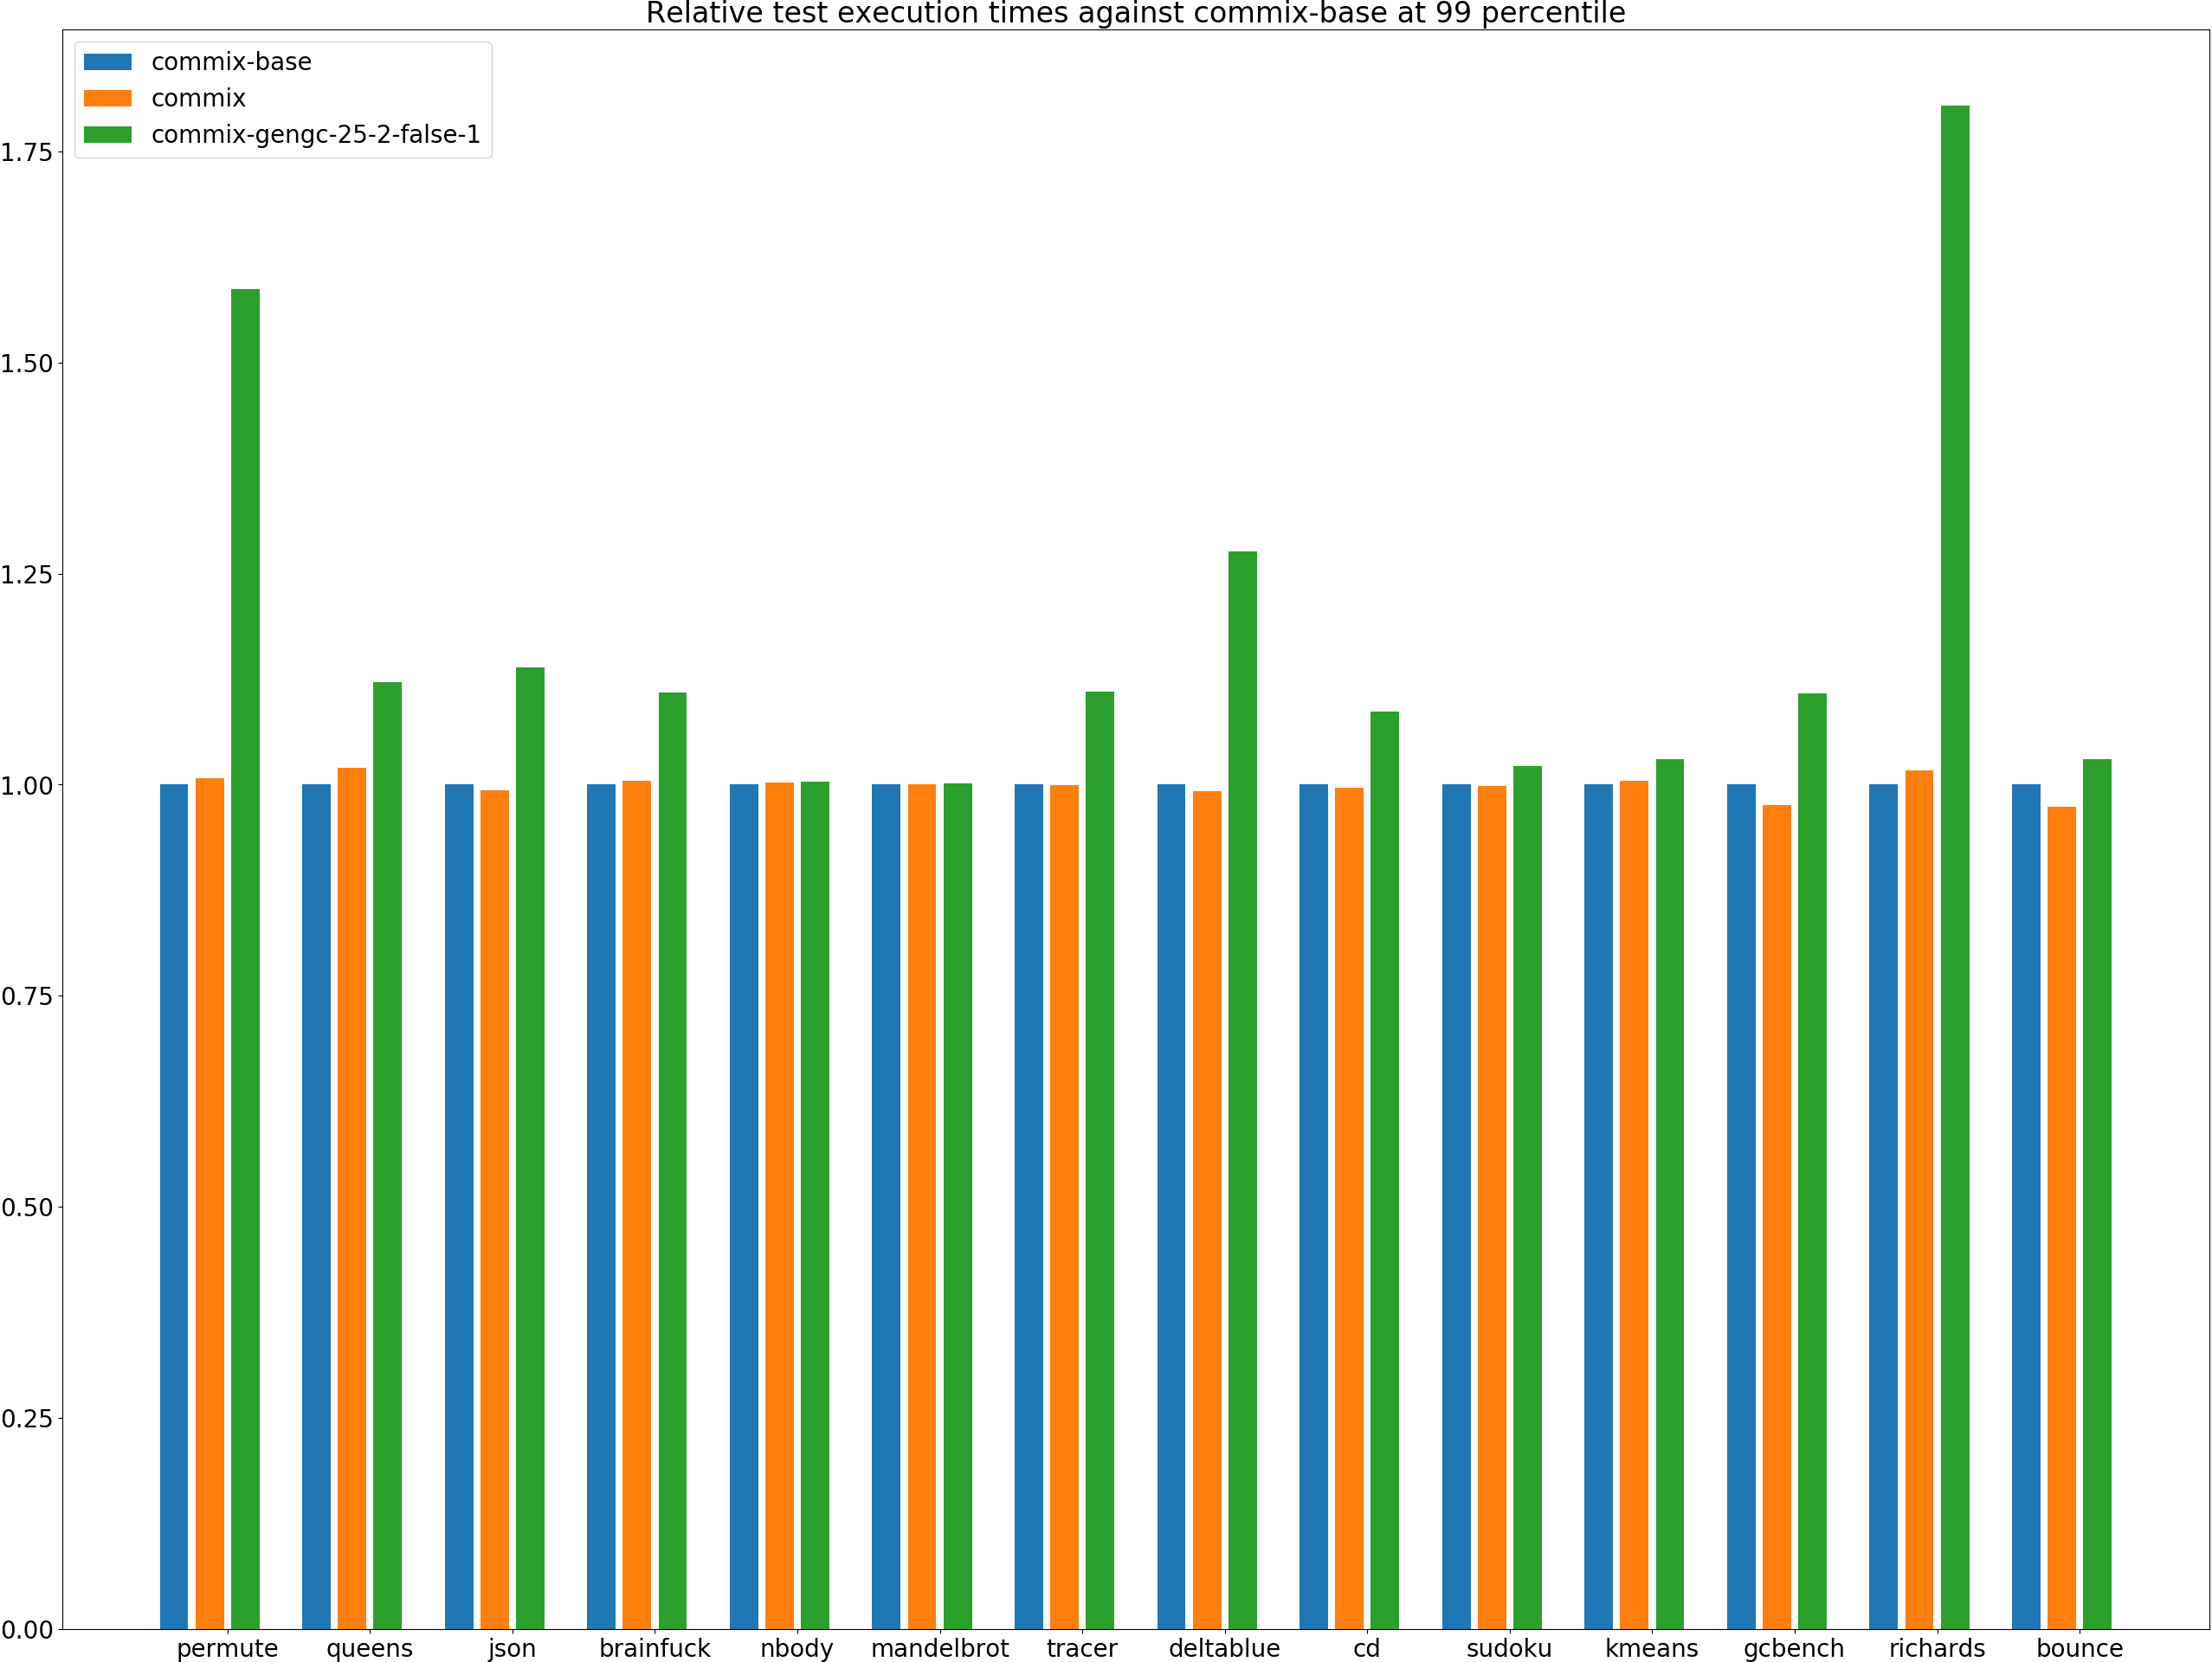 Relative test execution times against commix-base at 99 percentile
commix-base
commix
commix-gengc-25-2-false-1
1.75
1.50
1.25
1.00
0.75
0.50
0.25
0.00
permute queens json brainfuck nbody mandelbrot tracer deltablue cd sudoku kmeans gcbench richards bounce